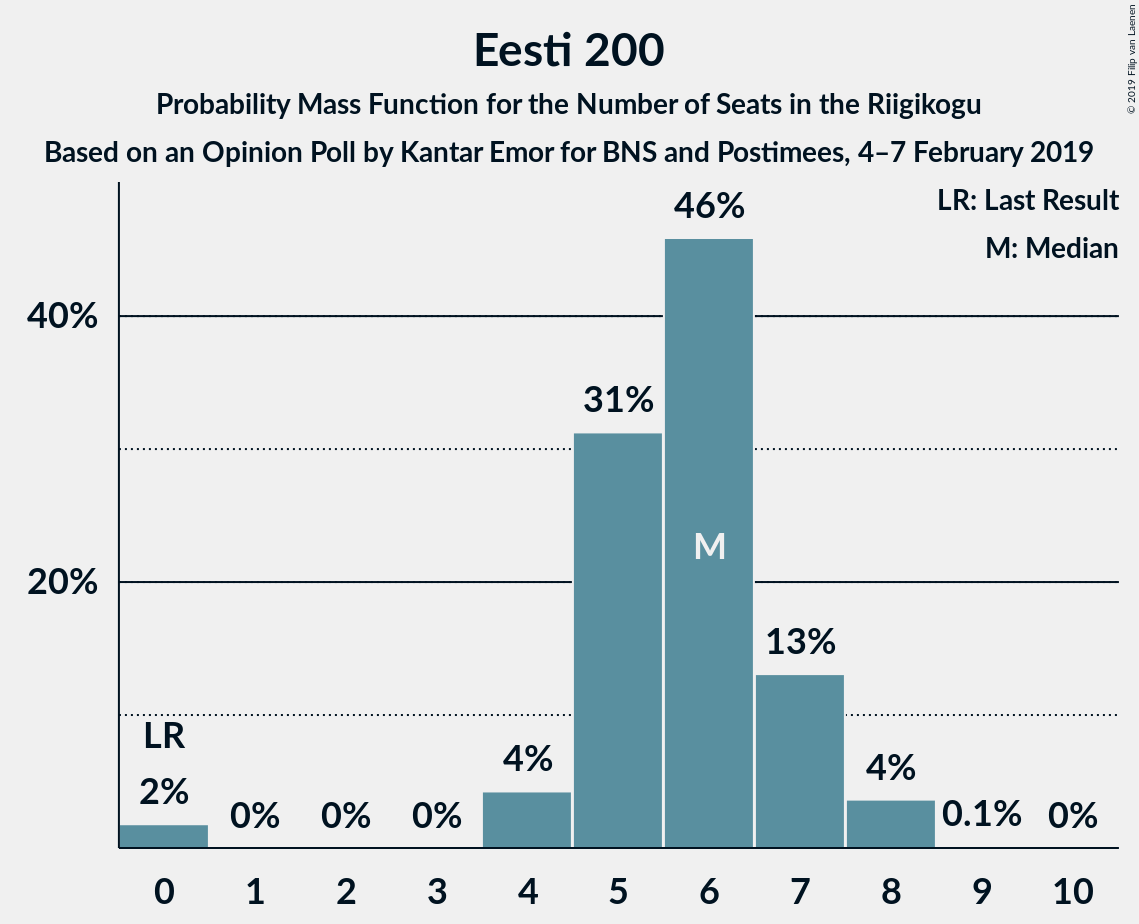 Eesti 200
Probability Mass Function for the Number of Seats in the Riigikogu
Based on an Opinion Poll by Kantar Emor for BNS and Postimees, 4–7 February 2019
© 2019 Filip van Laenen
LR: Last Result
M: Median
46%
40%
31%
M
20%
13%
LR
2%
0%
0%
0%
4%
4%
0.1%
0%
0 1 2 3 4 5 6 7 8 9 10